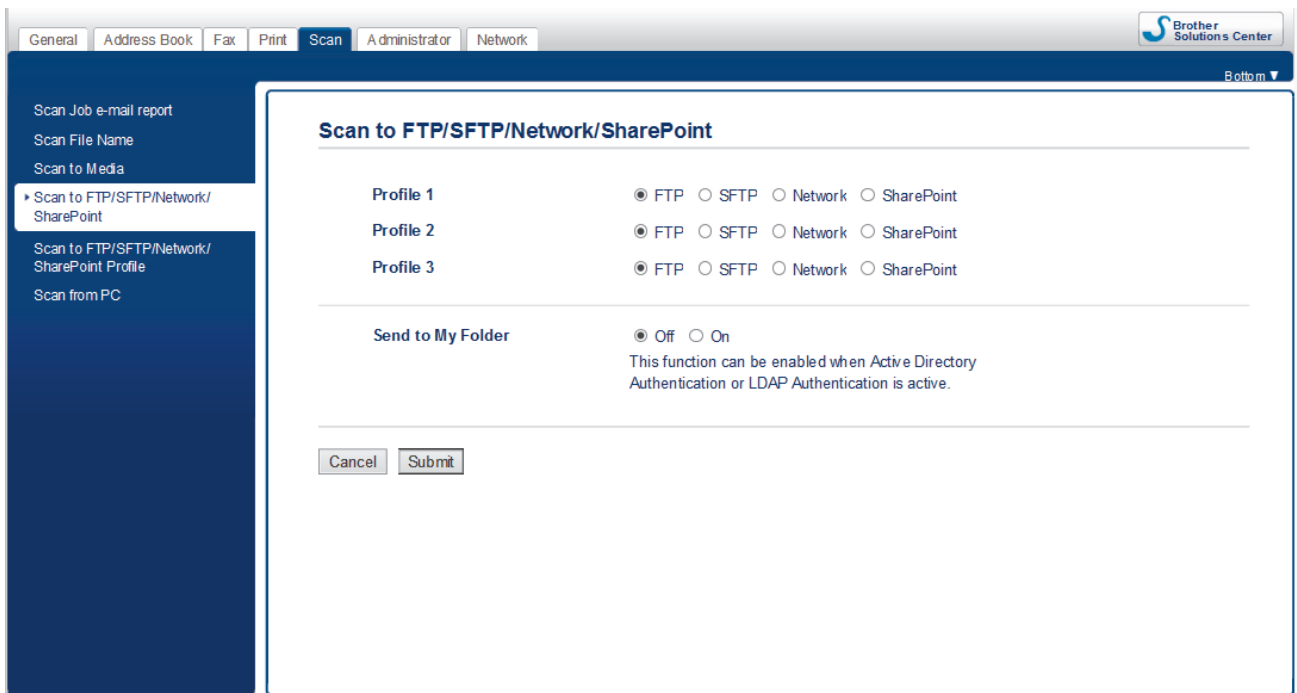 General Address Book Fax Print Scan Administrator Network
Brother
Solutions Center
Bottom ▼
Scan Job e-mail report
Scan File Name
Scan to Media
Scan to FTP/SFTP/Network/
SharePoint
Scan to FTP/SFTP/Network/
SharePoint Profile
Scan from PC
Scan to FTP/SFTP/Network/SharePoint
Profile 1 FTP SFTP Network SharePoint
Profile 2 FTP SFTP Network SharePoint
Profile 3 FTP SFTP Network SharePoint
Send to My Folder Off On
This function can be enabled when Active Directory
Authentication or LDAP Authentication is active.
Cancel Submit